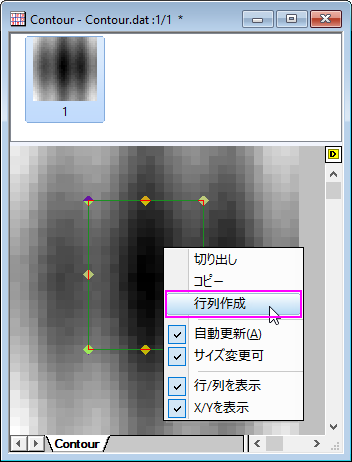 Contour - Contour.dat :1/1 *
1
D
切り出し
コピー
行列作成
自動更新(A)
サイズ変更可
行/列を表示
X/Yを表示
Contour